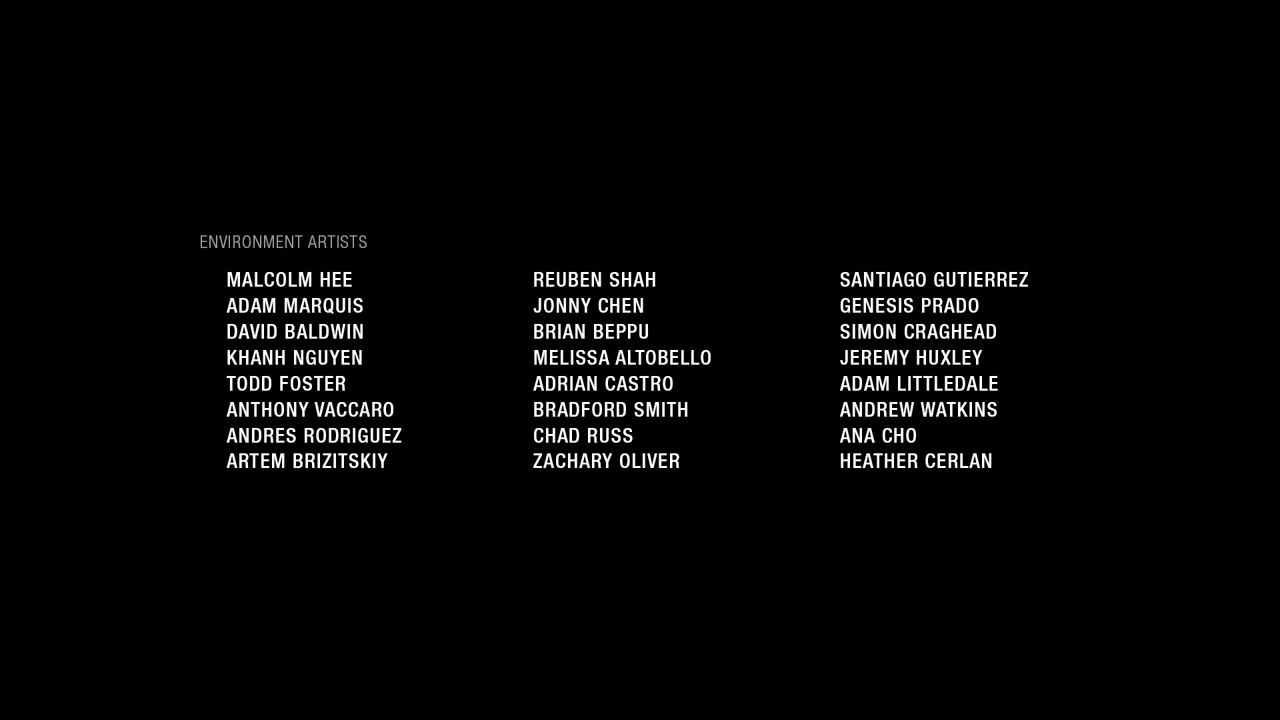 ENVIRONMENT ARTISTS
MALCOLM HEE
ADAM MARQUIS
DAVID BALDWIN
KHANH NGUYEN
TODD FOSTER
ANTHONY VACCARO
ANDRES RODRIGUEZ
ARTEM BRIZITSKIY
REUBEN SHAH
JONNY CHEN
BRIAN BEPPU
MELISSA ALTOBELLO
ADRIAN CASTRO
BRADFORD SMITH
CHAD RUSS
ZACHARY OLIVER
SANTIAGO GUTIERREZ
GENESIS PRADO
SIMON CRAGHEAD
JEREMY HUXLEY
ADAM LITTLEDALE
ANDREW WATKINS
ANA CHO
HEATHER CERLAN